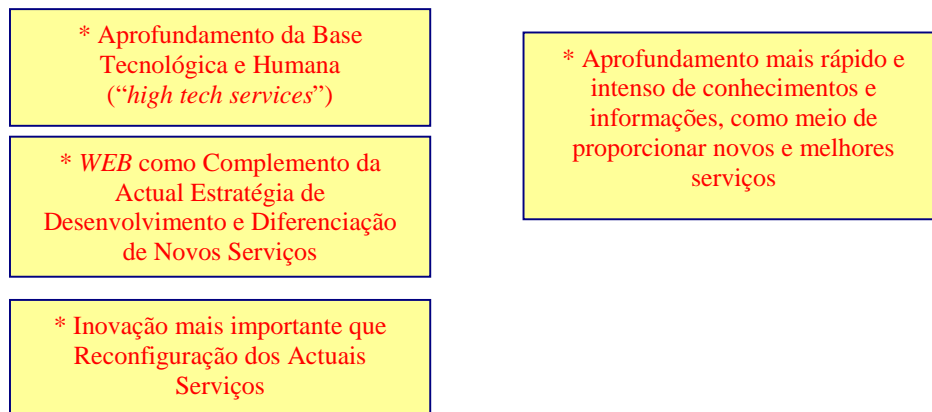 * Aprofundamento da Base
Tecnológica e Humana
(“high tech services”)
* WEB como Complemento da
Actual Estratégia de
Desenvolvimento e Diferenciação
de Novos Serviços
* Inovação mais importante que
Reconfiguração dos Actuais
Serviços
* Aprofundamento mais rápido e
intenso de conhecimentos e
informações, como meio de
proporcionar novos e melhores
serviços